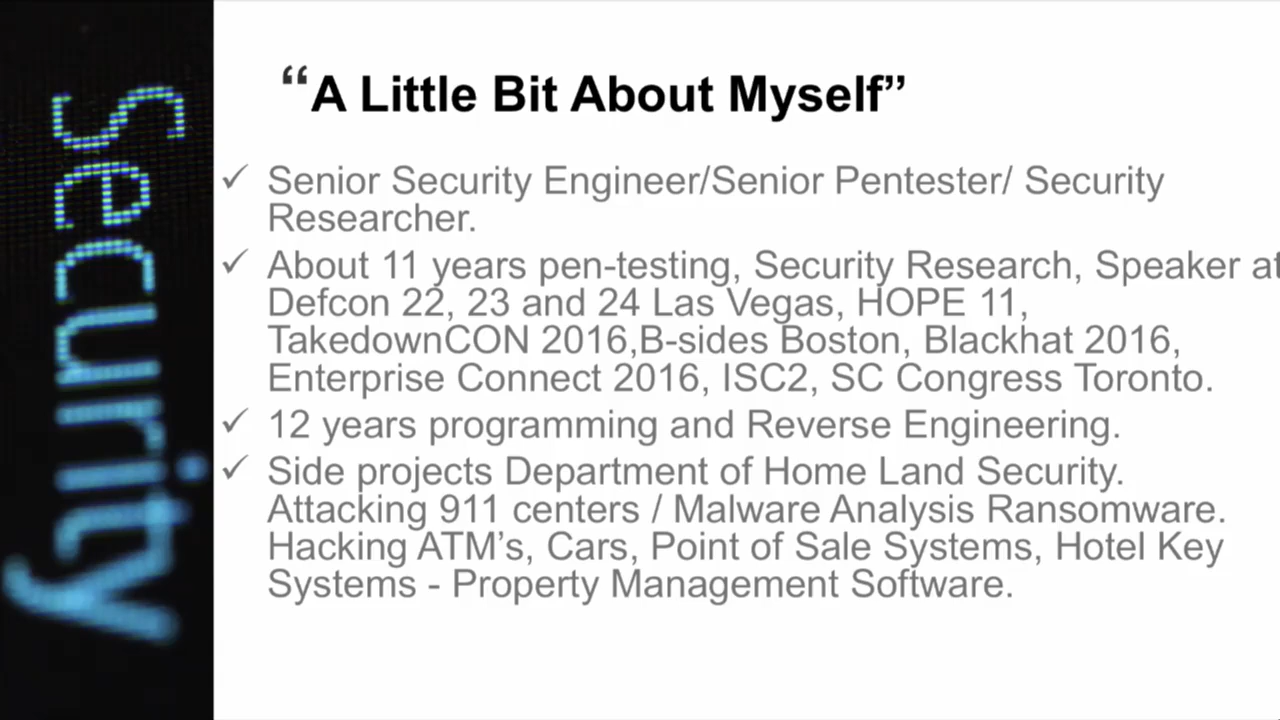 Security
“A Little Bit About Myself”
✓ Senior Security Engineer/Senior Pentester/ Security
Researcher.
✓ About 11 years pen-testing, Security Research, Speaker at
Defcon 22, 23 and 24 Las Vegas, HOPE 11,
TakedownCON 2016,B-sides Boston, Blackhat 2016,
Enterprise Connect 2016, ISC2, SC Congress Toronto.
✓ 12 years programming and Reverse Engineering.
✓ Side projects Department of Home Land Security.
Attacking 911 centers / Malware Analysis Ransomware.
Hacking ATM’s, Cars, Point of Sale Systems, Hotel Key
Systems - Property Management Software.